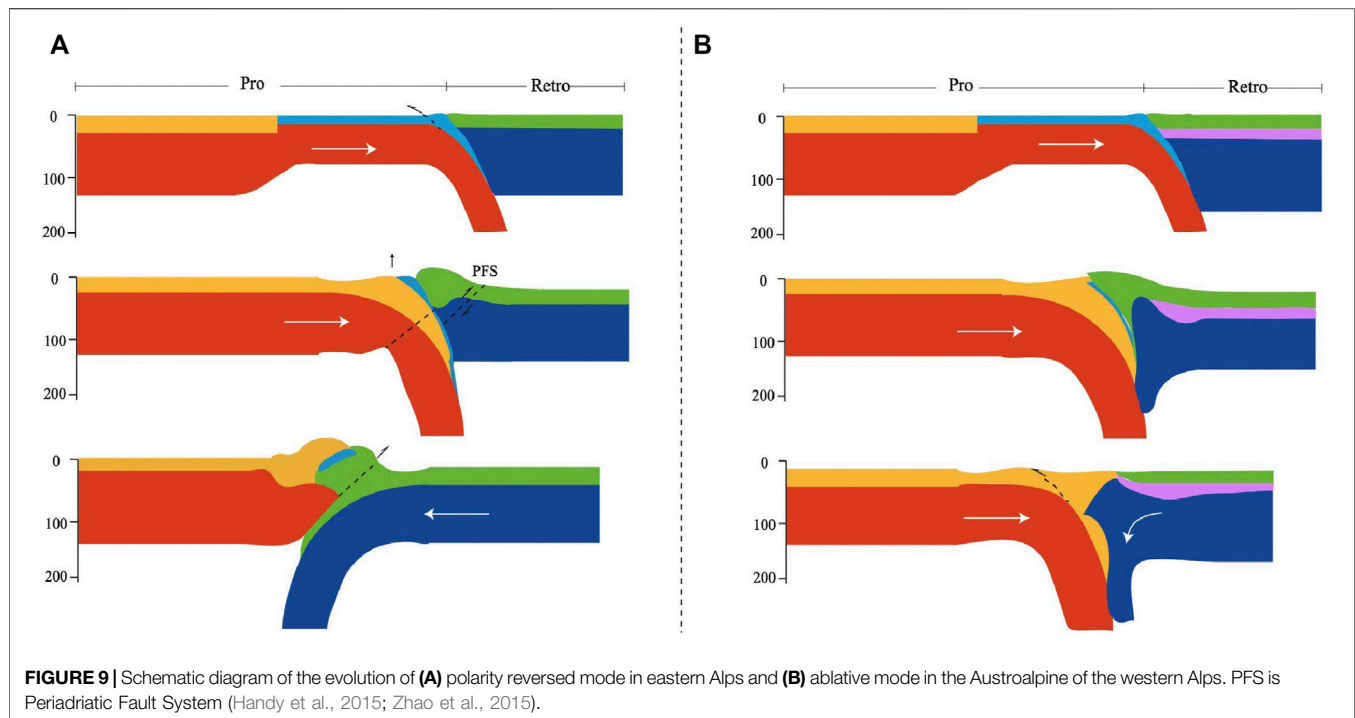 A
Pro
Retro
0
100
200
0
PFS
100
200
0
100
200
B
Pro
Retro
0
100
200
0
100
200
0
100
200
FIGURE 9 | Schematic diagram of the evolution of (A) polarity reversed mode in eastern Alps and (B) ablative mode in the Austroalpine of the western Alps. PFS is
Periadriatic Fault System (Handy et al., 2015; Zhao et al., 2015).